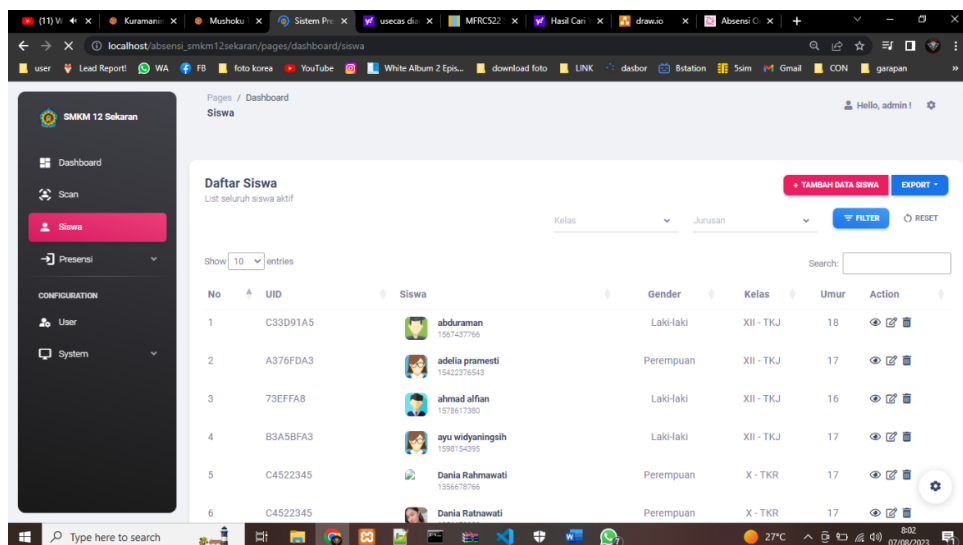 (11) W
Kuramanin
Mushoku T
Sistem Pre
usecas dia
MFRC522
Hasil Cari
draw.io
Absensi O
localhost/absensi_smkm12sekaran/pages/dashboard/siswa
user Lead Report! WA FB foto korea YouTube White Album 2 Epis... download foto LINK dasbor Bstation 5sim Gmail CON garapan »
SMKM 12 Sekaran
Dashboard
Scan
Siswa
Presensi
CONFIGURATION
User
System
Pages / Dashboard
Siswa
Hello, admin !
Daftar Siswa
List seluruh siswa aktif
+ TAMBAH DATA SISWA EXPORT
Kelas Jurusan FILTER RESET
Show 10 entries Search:
No UID Siswa Gender Kelas Umur Action
1 C33D91A5 abduraman Laki-laki XII - TKJ 18
1567437766
2 A376FDA3 adelia pramesti Perempuan XII - TKJ 17
15422376543
3 73EFFA8 ahmad alfian Laki-laki XII - TKJ 16
1578617380
4 B3A5BFA3 ayu widyaningsih Laki-laki XII - TKJ 17
1598154395
5 C4522345 Dania Rahmawati Perempuan X - TKR 17
1356678766
6 C4522345 Dania Ratnawati Perempuan X - TKR 17
Type here to search
27°C
8:02
07/08/2023